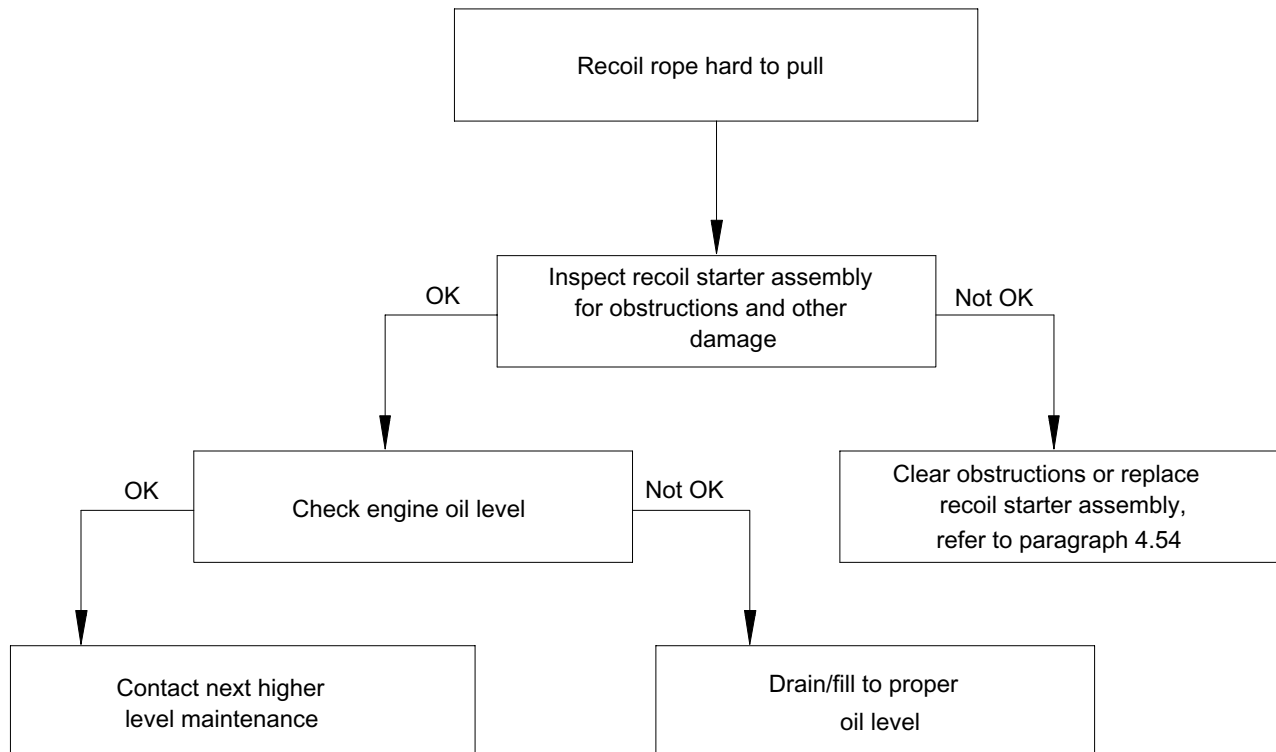 Recoil rope hard to pull
Inspect recoil starter assembly
for obstructions and other
damage
OK
Not OK
Check engine oil level
Clear obstructions or replace
recoil starter assembly,
refer to paragraph 4.54
OK
Not OK
Contact next higher
level maintenance
Drain/fill to proper
oil level